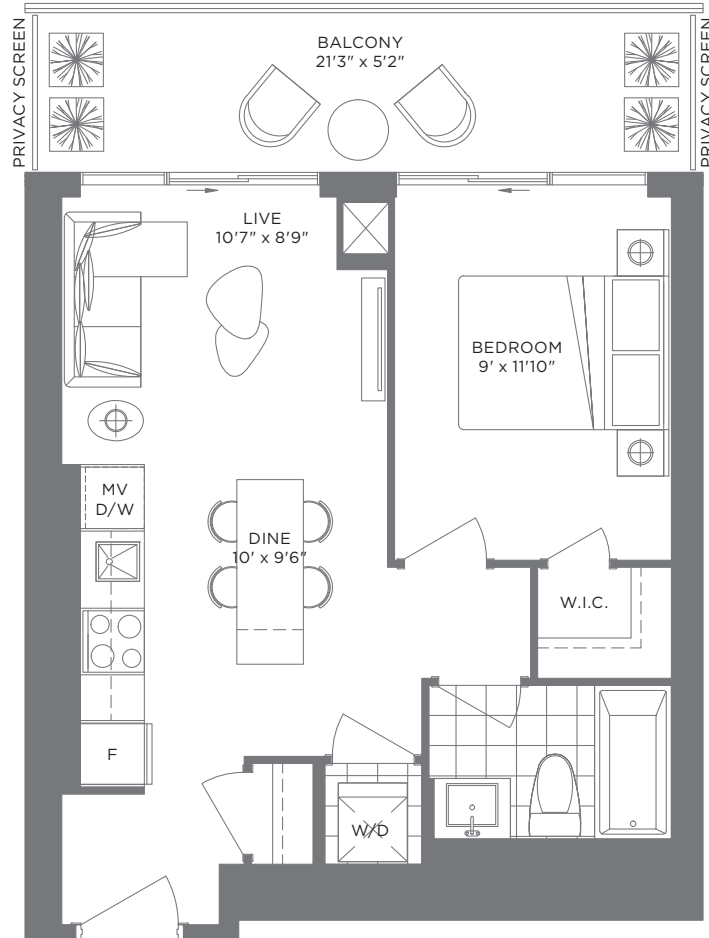 BALCONY
21'3" x 5'2"
PRIVACY SCREEN
PRIVACY SCREEN
LIVE
10'7" x 8'9"
BEDROOM
9' x 11'10"
MV
D/W
DINE
10' x 9'6"
W.I.C.
F
W/D